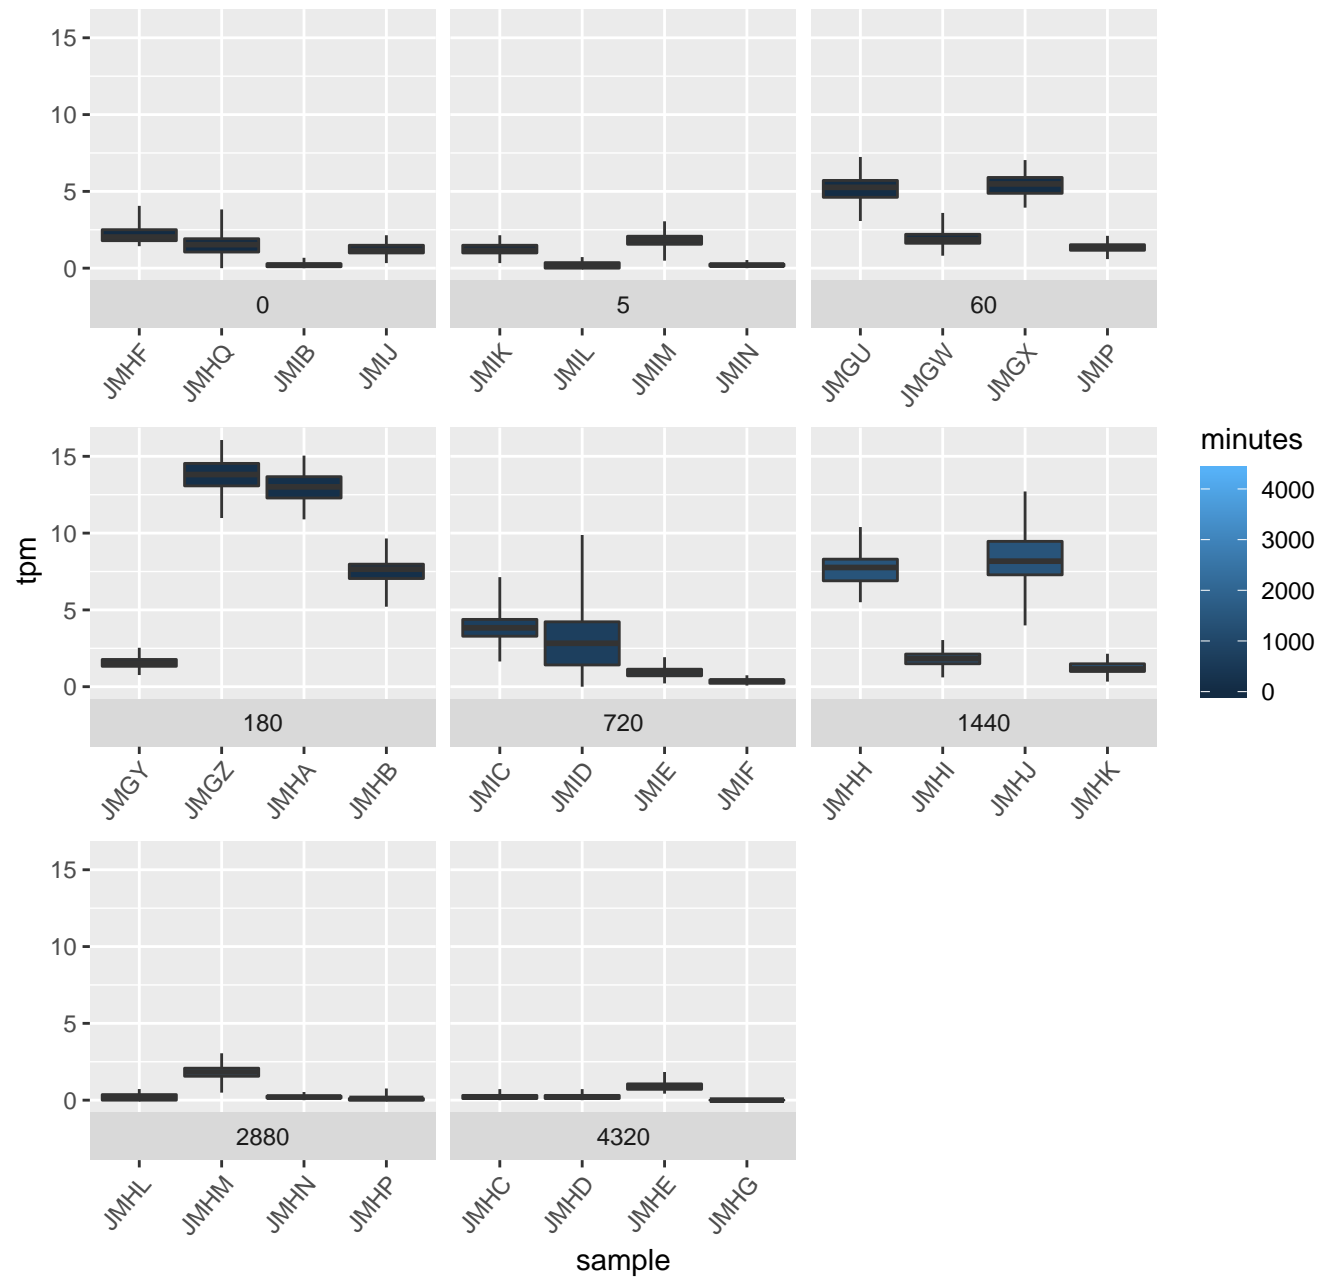 15
10
5
0
0
5
60
JMHF
JMHQ
JMIB
JMIJ
JMIK
JMIL
JMIM
JMIN
JMGU
JMGW
JMGX
JMIP
tpm
15
10
5
0
180
720
1440
JMGY
JMGZ
JMHA
JMHB
JMIC
JMID
JMIE
JMIF
JMHH
JMHI
JMHJ
JMHK
minutes
4000
3000
2000
1000
0
15
10
5
0
2880
4320
JMHL
JMHM
JMHN
JMHP
JMHC
JMHD
JMHE
JMHG
sample